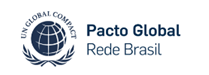 UN GLOBAL COMPACT
Pacto Global
Rede Brasil